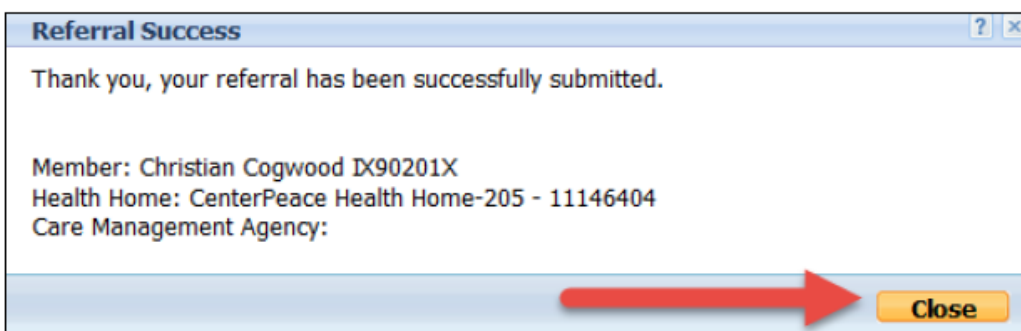 Referral Success
? x
Thank you, your referral has been successfully submitted.
Member: Christian Cogwood IX90201X
Health Home: CenterPeace Health Home-205 - 11146404
Care Management Agency:
Close